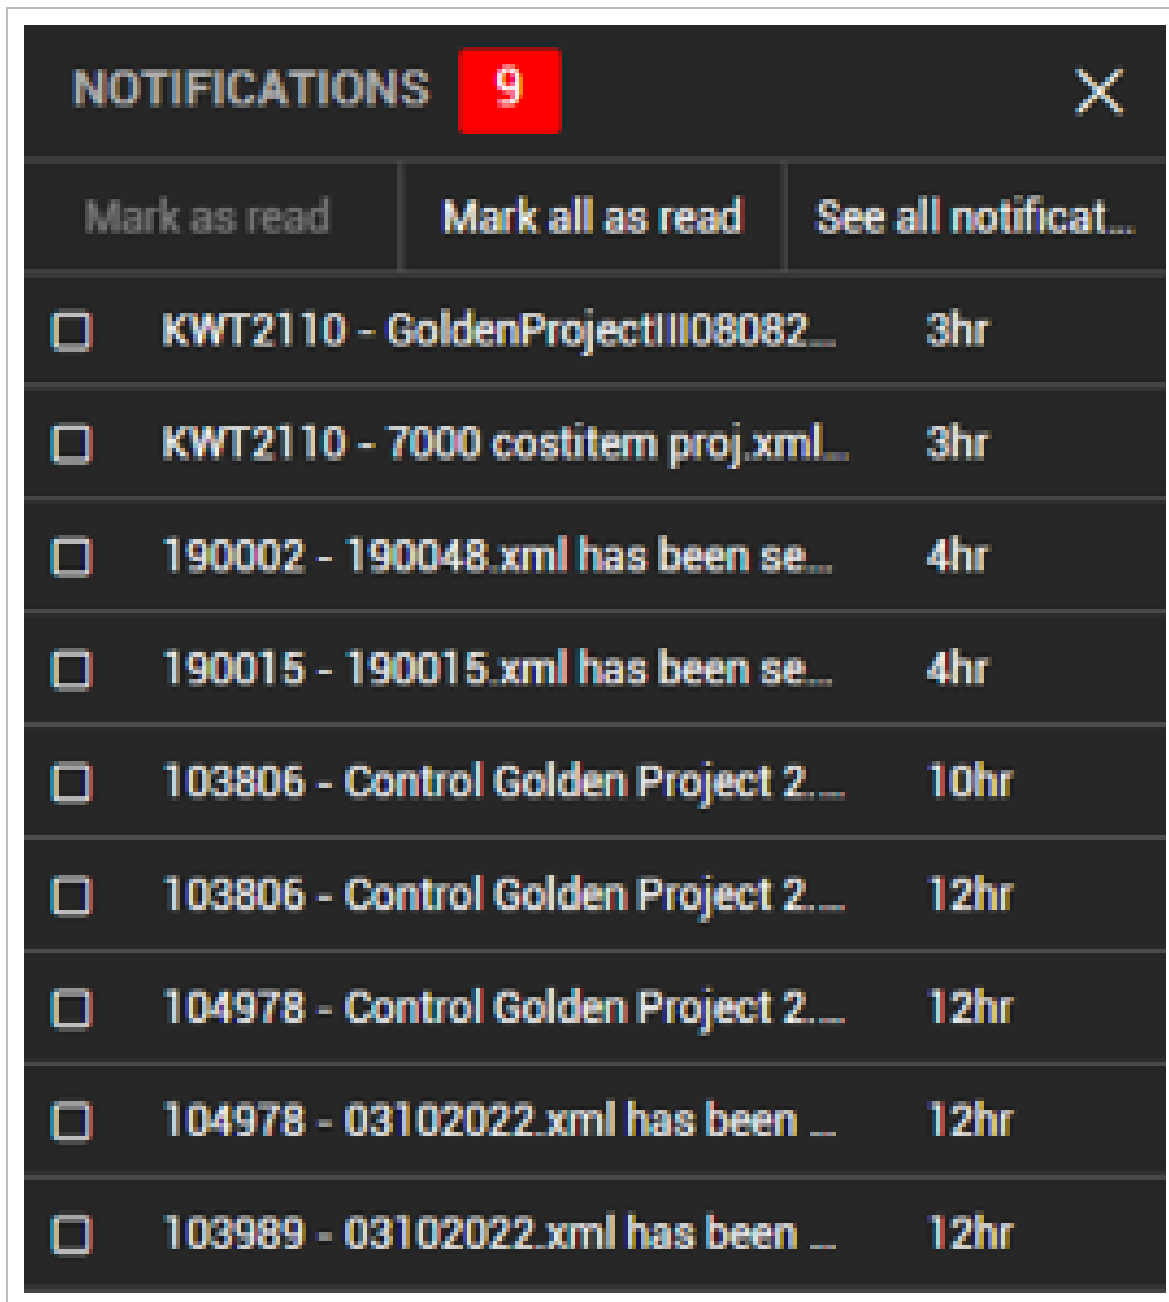 NOTIFICATIONS 9
Mark as read Mark all as read See all notificat...
KWT2110 - GoldenProjectIII08082... 3hr
KWT2110 - 7000 costitem proj.xml... 3hr
190002 - 190048.xml has been se... 4hr
190015 - 190015.xml has been se... 4hr
103806 - Control Golden Project 2.... 10hr
103806 - Control Golden Project 2.... 12hr
104978 - Control Golden Project 2.... 12hr
104978 - 03102022.xml has been ... 12hr
103989 - 03102022.xml has been ... 12hr